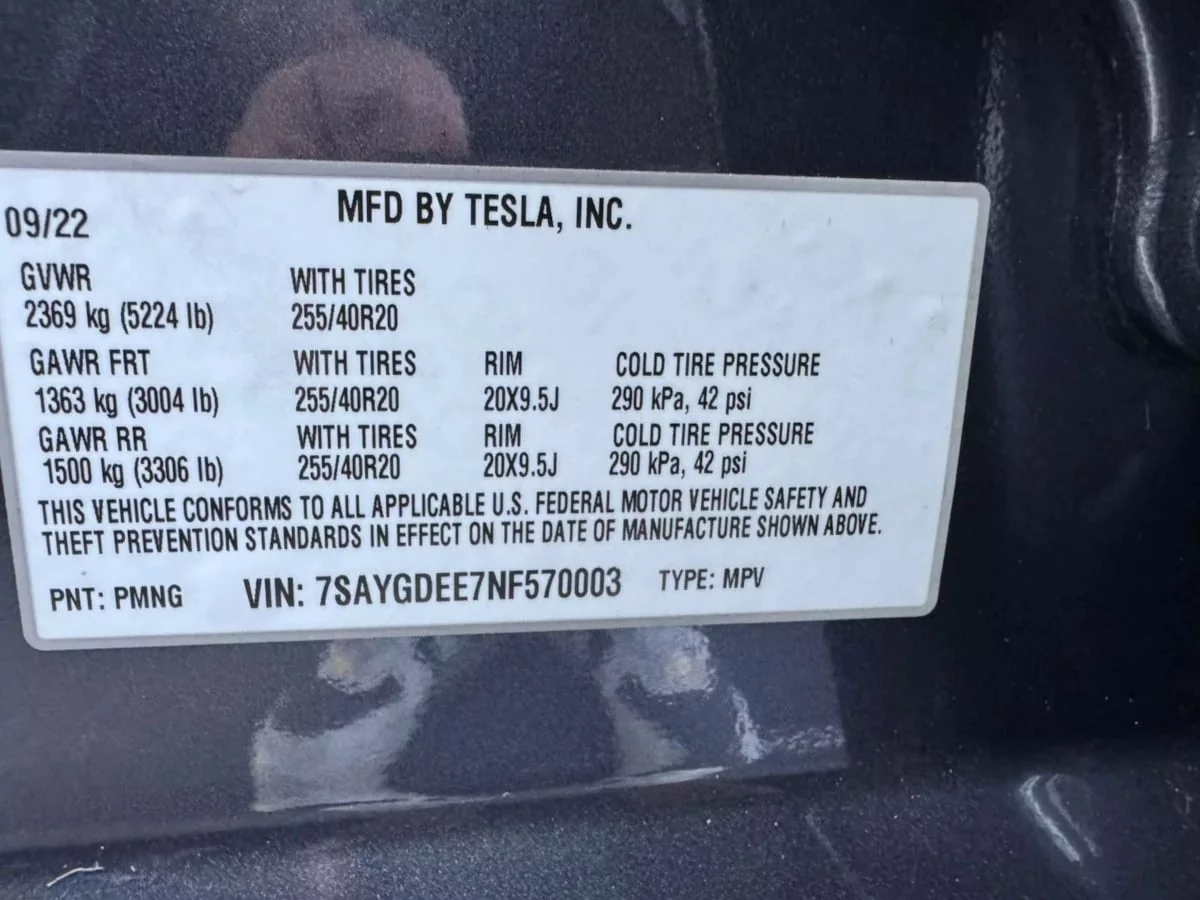 MFD BY TESLA, INC.
09/22
GVWR WITH TIRES
2369 kg (5224 lb) 255/40R20
GAWR FRT WITH TIRES RIM COLD TIRE PRESSURE
1363 kg (3004 lb) 255/40R20 20X9.5J 290 kPa, 42 psi
GAWR RR WITH TIRES RIM COLD TIRE PRESSURE
1500 kg (3306 lb) 255/40R20 20X9.5J 290 kPa, 42 psi
THIS VEHICLE CONFORMS TO ALL APPLICABLE U.S. FEDERAL MOTOR VEHICLE SAFETY AND
THEFT PREVENTION STANDARDS IN EFFECT ON THE DATE OF MANUFACTURE SHOWN ABOVE.
PNT: PMNG VIN: 7SAYGDEE7NF570003 TYPE: MPV